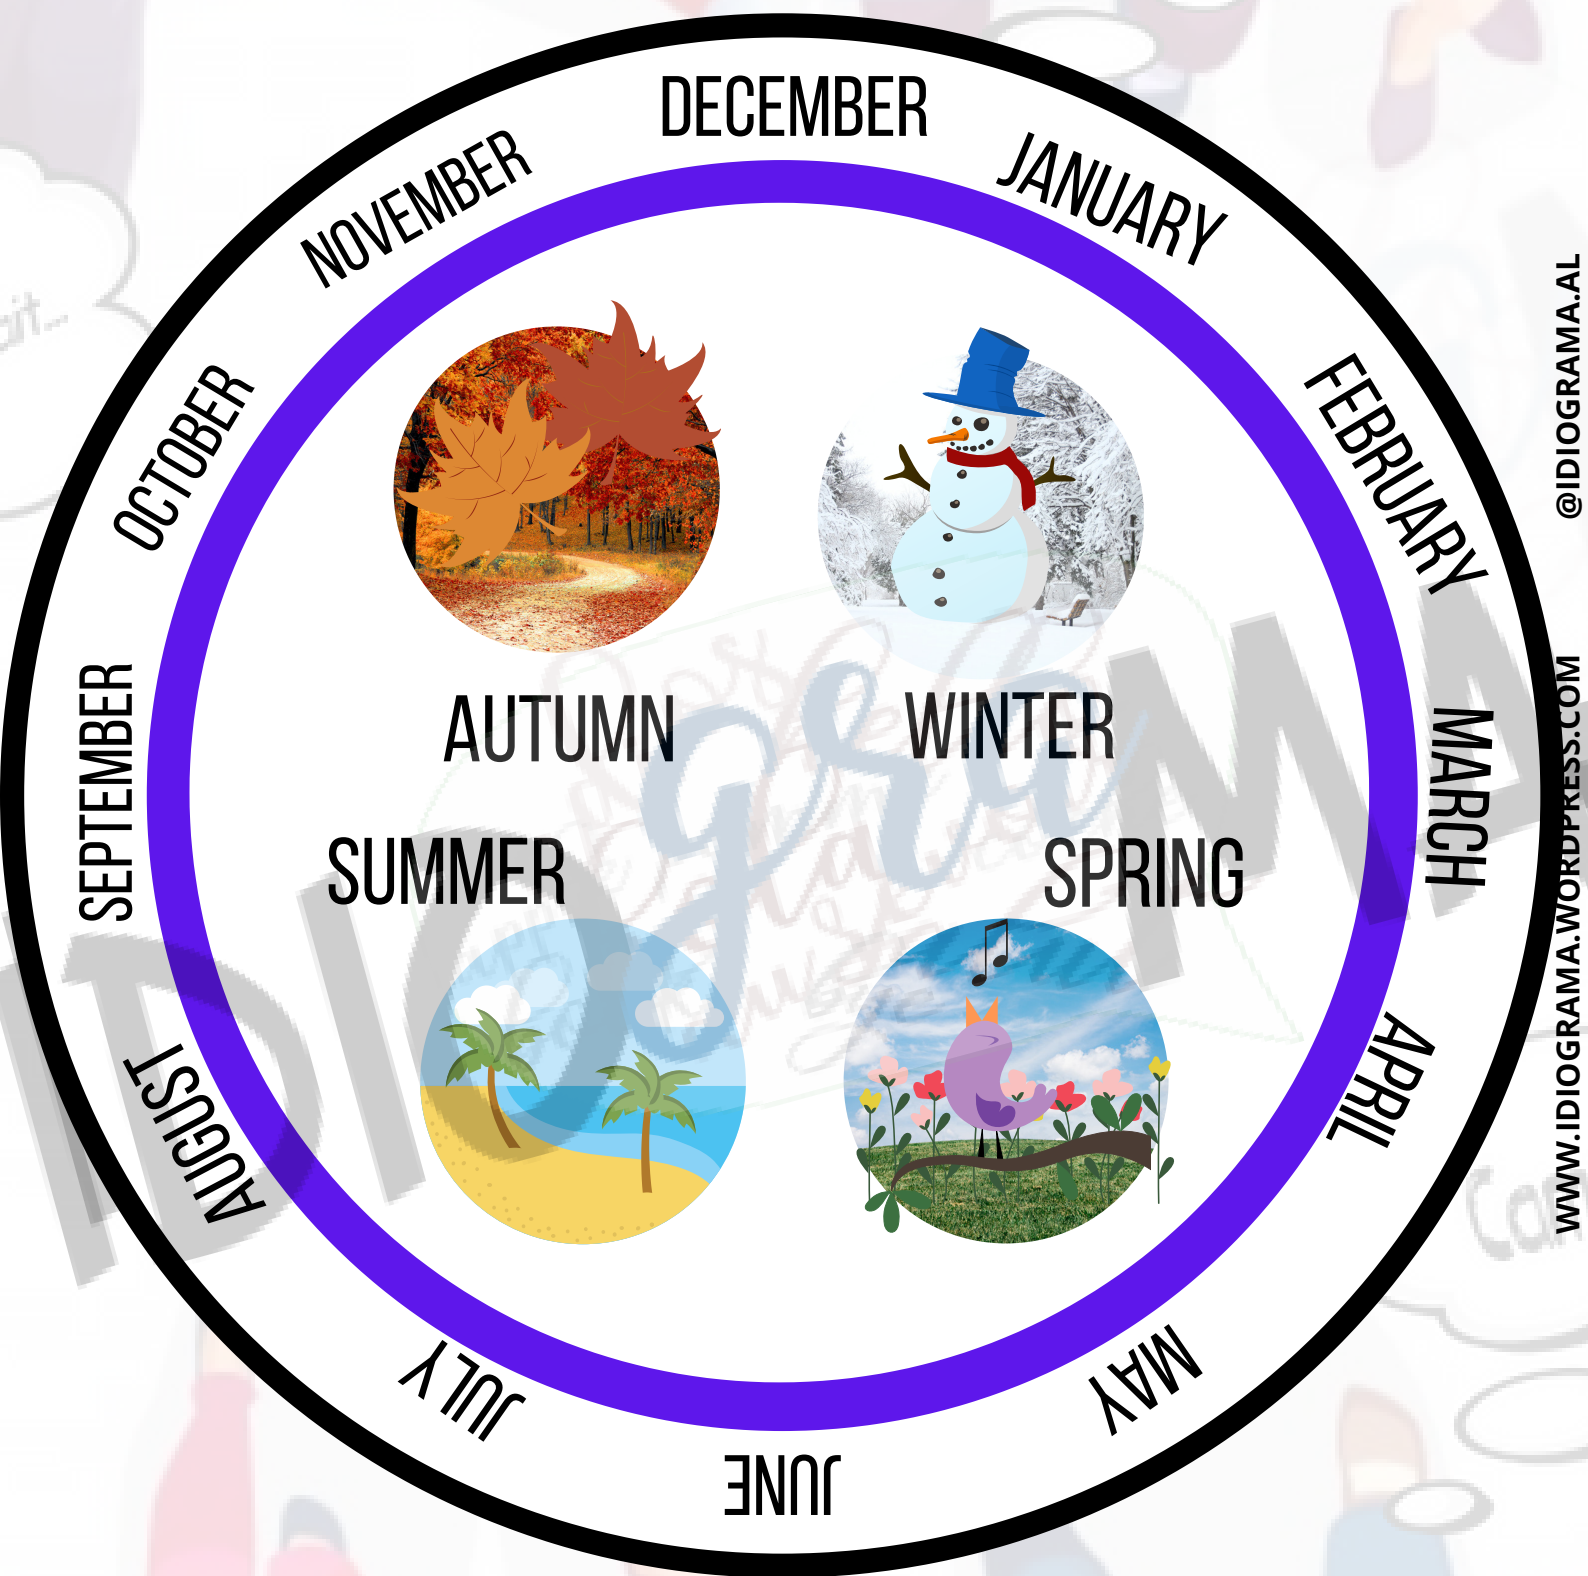 DECEMBER
JANUARY
FEBRUARY
MARCH
APRIL
MAY
JUNE
JULY
AUGUST
SEPTEMBER
OCTOBER
NOVEMBER
AUTUMN
WINTER
SUMMER
SPRING
@IDIOGRAMA.AL
WWW.IDIOGRAMA.WORDPRESS.COM
IDIOgraMA